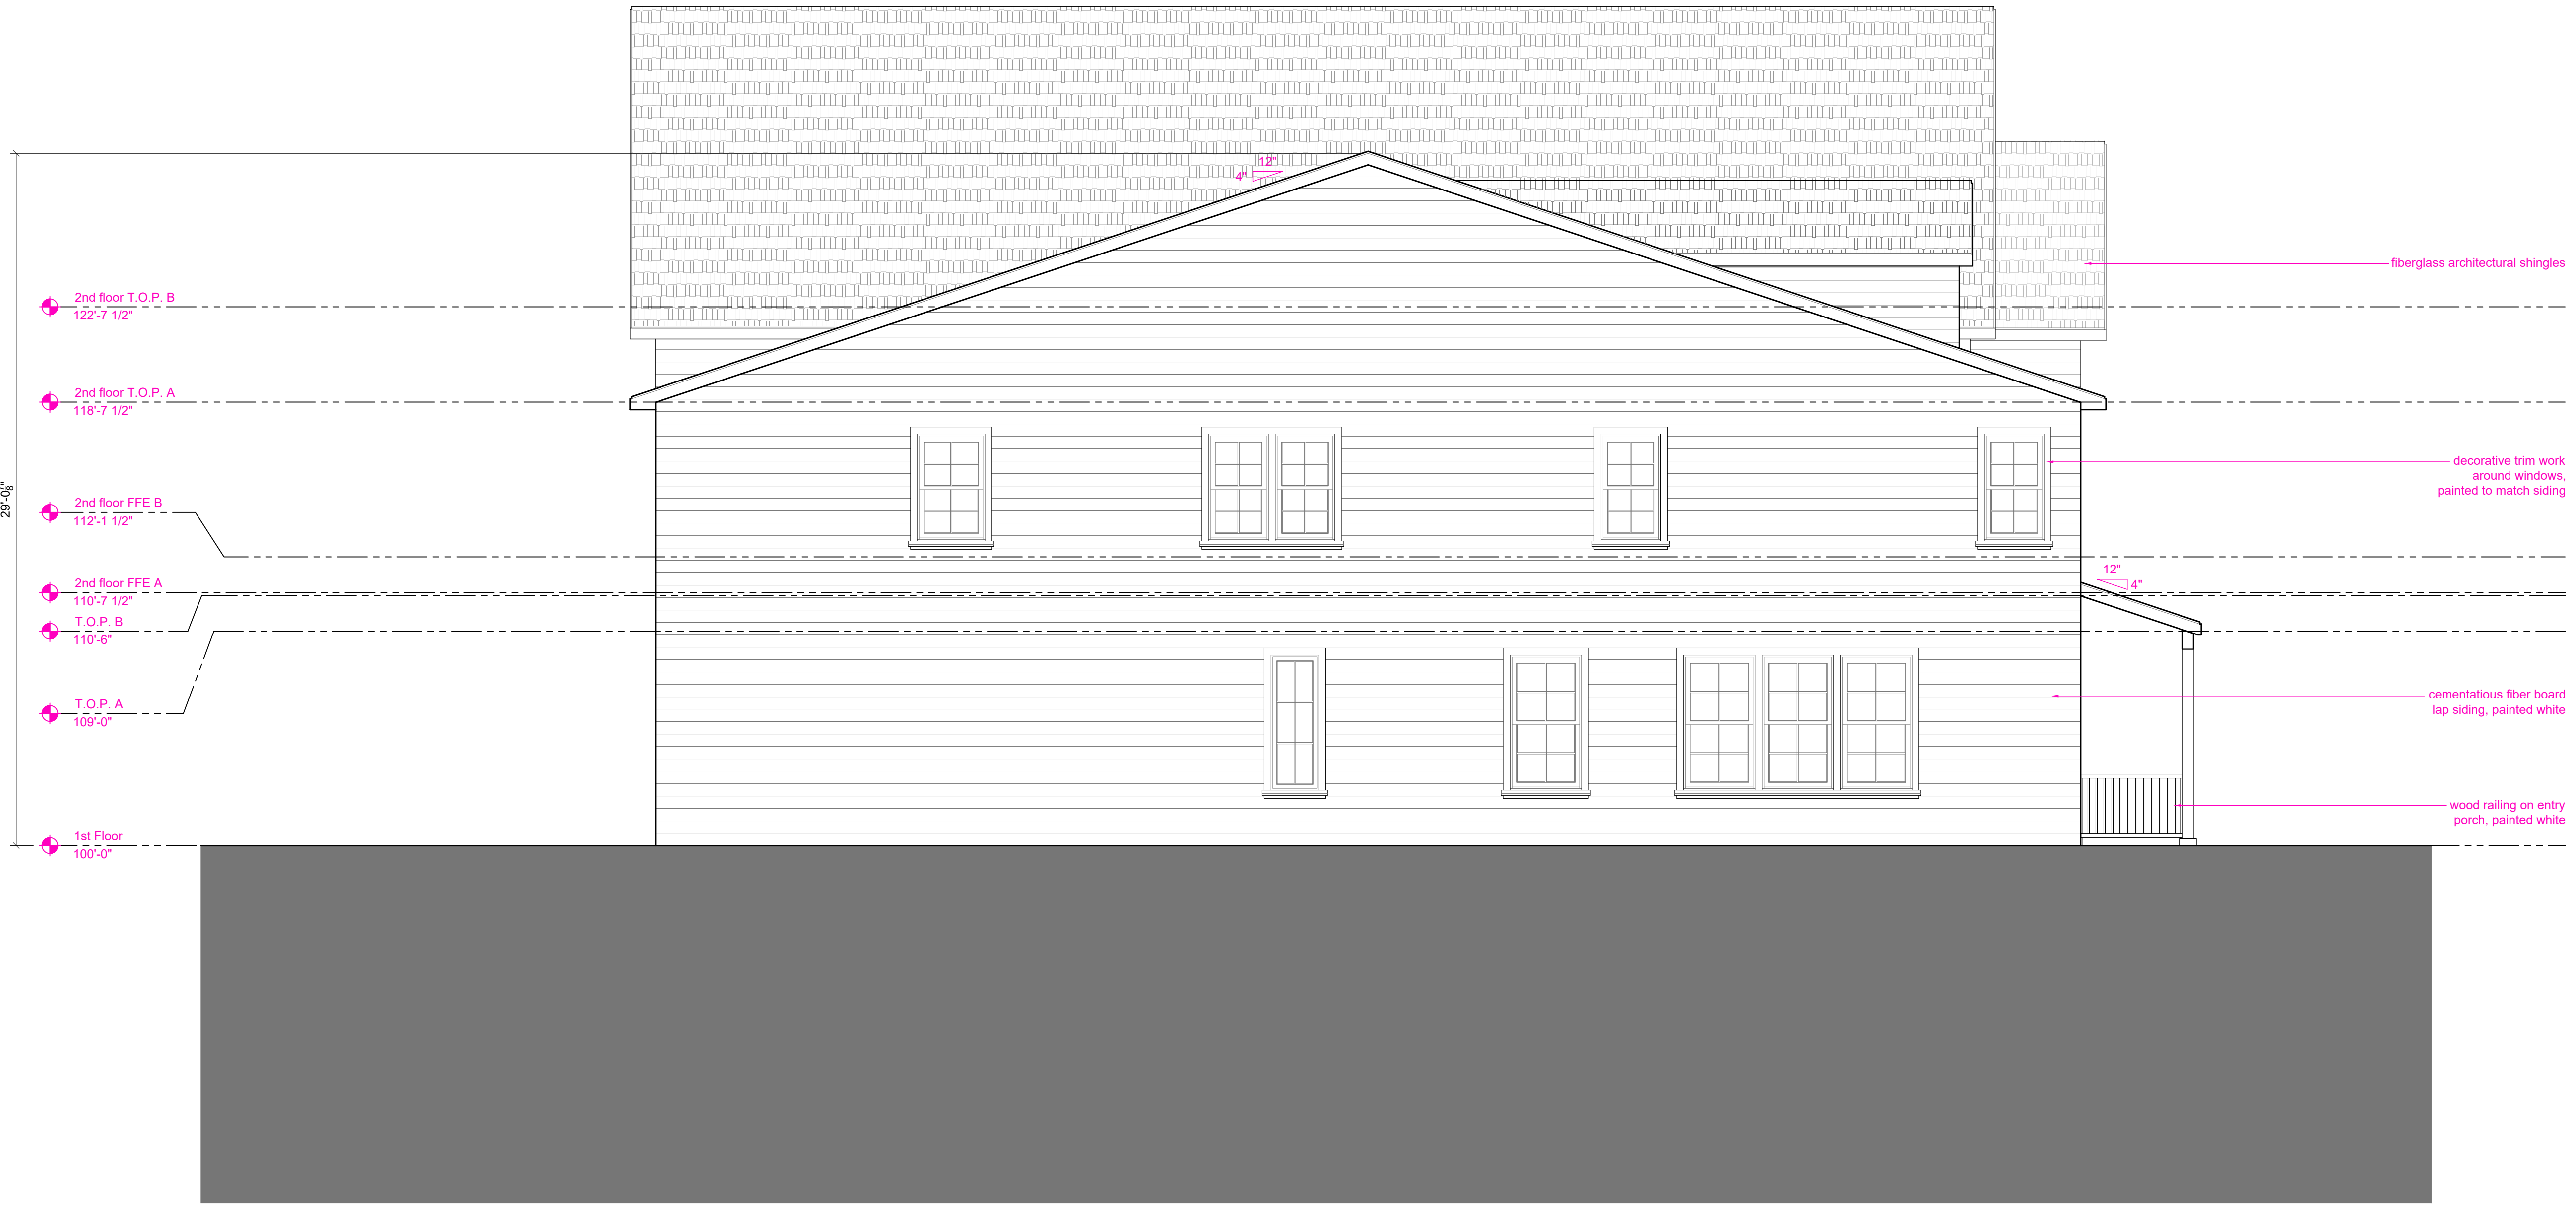 12"
4"
fiberglass architectural shingles
2nd floor T.O.P. B
122'-7 1/2"
2nd floor T.O.P. A
118'-7 1/2"
decorative trim work
around windows,
painted to match siding
29'-0⅞"
2nd floor FFE B
112'-1 1/2"
2nd floor FFE A
110'-7 1/2"
12"
4"
T.O.P. B
110'-6"
T.O.P. A
109'-0"
cementatious fiber board
lap siding, painted white
wood railing on entry
porch, painted white
1st Floor
100'-0"